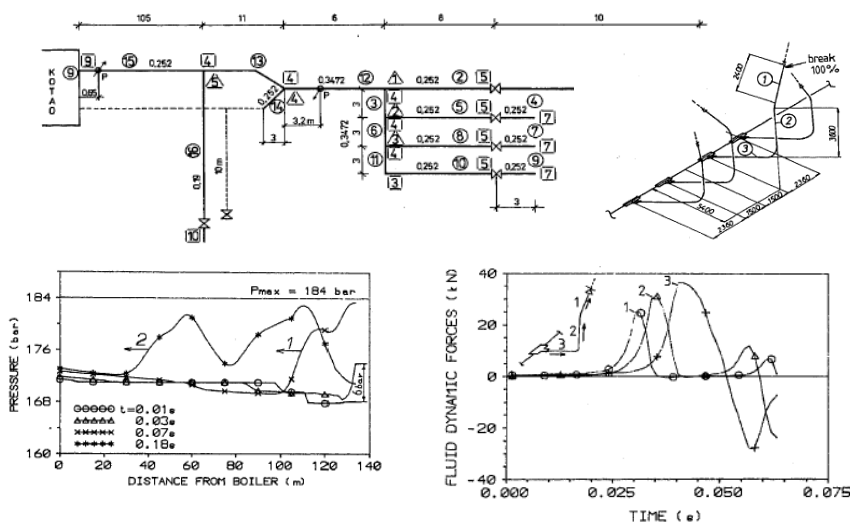 105 11 6 8 10
KOTAO
9 9 15 0,252 4 13
P 0,65
5
0,252 14
4 0,3472
4 P
3 3,2m
16 0,19 10m
10
12 1 0,252 2 5
3 4 0,252 5 5 0,252 4
7
0,3472 6 3 4 0,252 8 5 0,252 7
7
11 3 4 0,252 10 5 0,252 9
3 7
3
break
100%
2400
1
2
3
3600
2350
5400
1500
1500
2350
184
176
168
160
PRESSURE (bar)
Pmax = 184 bar
2
1
6bar
t=0.01s
0.03s
0.07s
0.18s
0 20 40 60 80 100 120 140
DISTANCE FROM BOILER (m)
FLUID DYNAMIC FORCES (kN)
40
20
0
-20
-40
1 2 3
1
2
3
0.000 0.025 0.050 0.075
TIME (s)